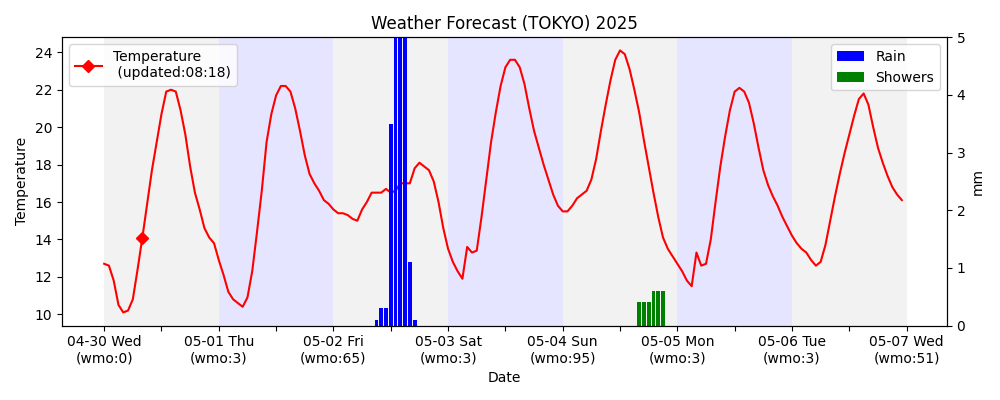 Weather Forecast (TOKYO) 2025
Temperature
(updated:08:18)
Rain
Showers
24
22
20
18
16
14
12
10
Temperature
5
4
3
2
1
0
mm
04-30 Wed 05-01 Thu 05-02 Fri 05-03 Sat 05-04 Sun 05-05 Mon 05-06 Tue 05-07 Wed
(wmo:0) (wmo:3) (wmo:65) (wmo:3) (wmo:95) (wmo:3) (wmo:3) (wmo:51)
Date